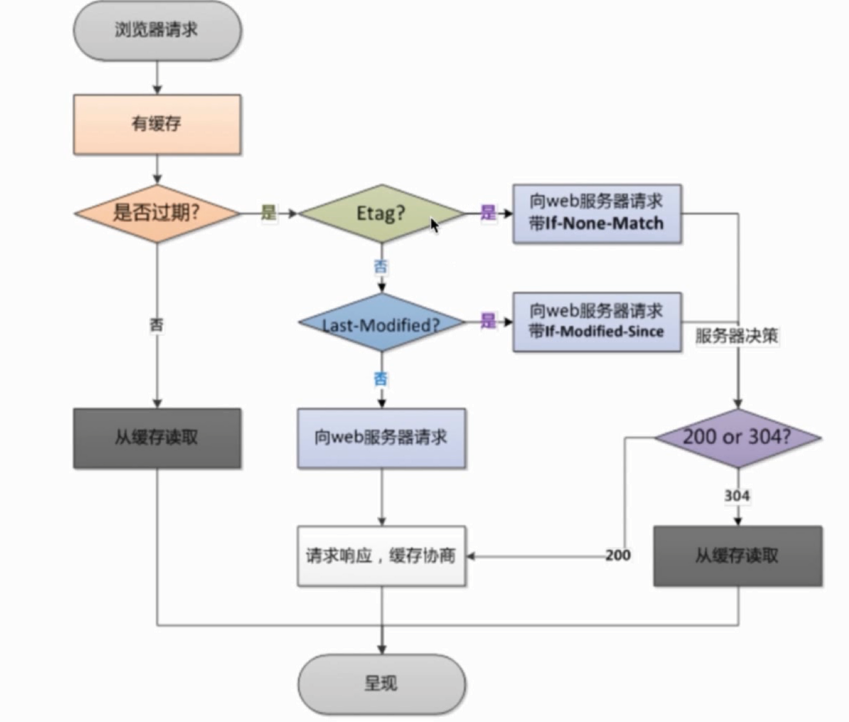 浏览器请求
有缓存
是否过期?
是
Etag?
是
向web服务器请求
带If-None-Match
否
否
Last-Modified?
是
向web服务器请求
带If-Modified-Since
服务器决策
否
从缓存读取
向web服务器请求
200 or 304?
304
请求响应，缓存协商
200
从缓存读取
呈现